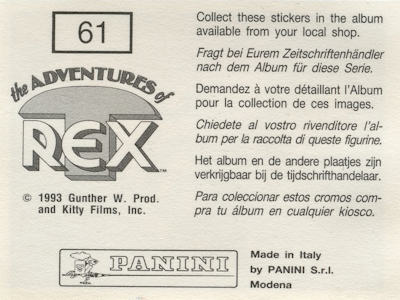 61
the ADVENTURES of
T
REX™
© 1993 Gunther W. Prod.
and Kitty Films, Inc.
Collect these stickers in the album
available from your local shop.
Fragt bei Eurem Zeitschriftenhändler
nach dem Album für diese Serie.
Demandez à votre détaillant l'Album
pour la collection de ces images.
Chiedete al vostro rivenditore l'al-
bum per la raccolta di queste figurine.
Het album en de andere plaatjes zijn
verkrijgbaar bij de tijdschrifthandelaar.
Para coleccionar estos cromos com-
pra tu álbum en cualquier kiosco.
PANINI
Made in Italy
by PANINI S.r.l.
Modena